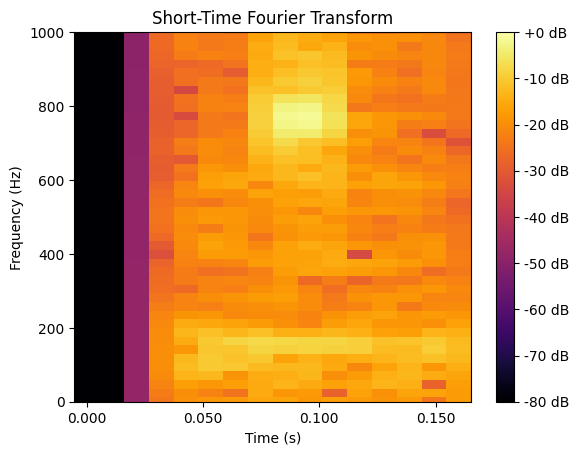 Short-Time Fourier Transform
Frequency (Hz)
1000
800
600
400
200
0
0.000
0.050
0.100
0.150
Time (s)
+0 dB
-10 dB
-20 dB
-30 dB
-40 dB
-50 dB
-60 dB
-70 dB
-80 dB